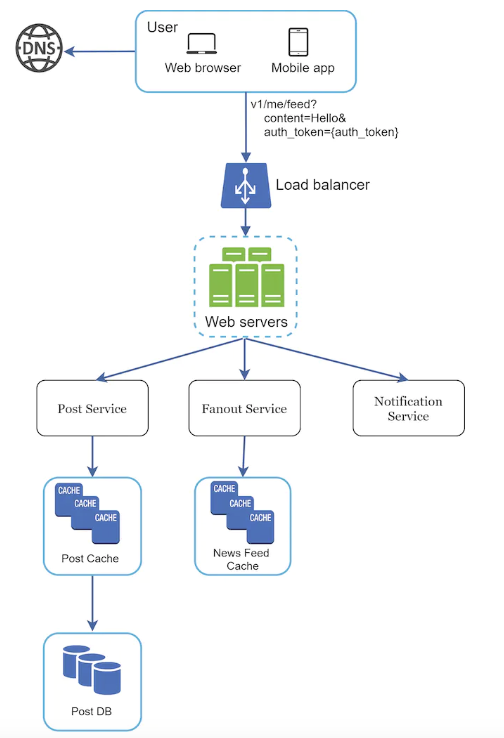 User
DNS
Web browser
Mobile app
v1/me/feed?
content=Hello&
auth_token={auth_token}
Load balancer
Web servers
Post Service
Fanout Service
Notification
Service
CACHE
CACHE
CACHE
Post Cache
CACHE
CACHE
CACHE
News Feed
Cache
Post DB